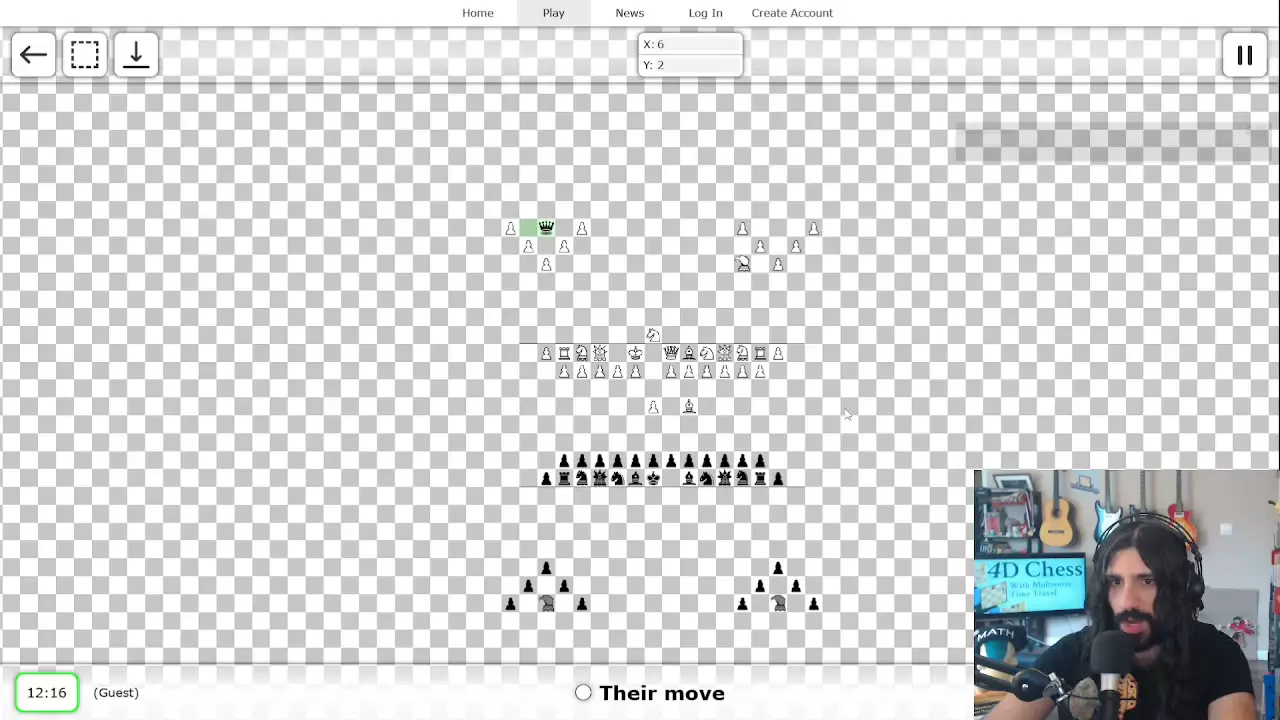 Home Play News Log In Create Account
X: 6
Y: 2
4D Chess
With Multiverse
Time Travel
MATH
12:16 (Guest) Their move